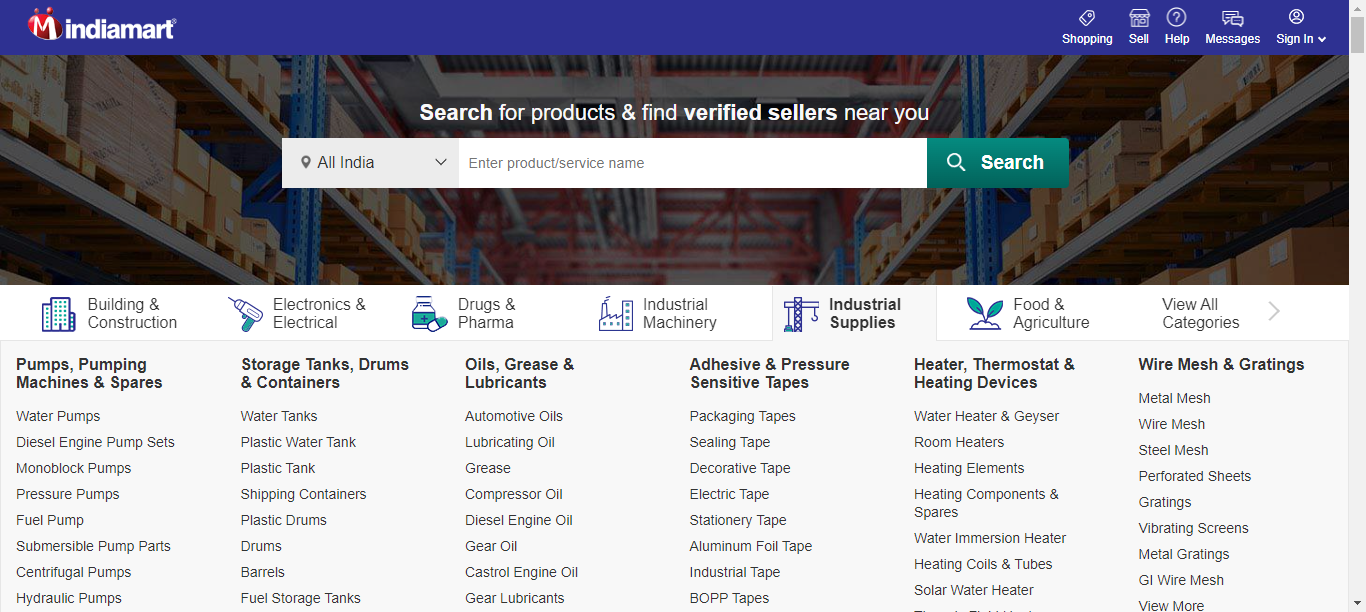 indiamart
Shopping
Sell
Help
Messages
Sign In
Search for products & find verified sellers near you
All India
Enter product/service name
Search
Building &
Construction
Electronics &
Electrical
Drugs &
Pharma
Industrial
Machinery
Industrial
Supplies
Food &
Agriculture
View All
Categories
Pumps, Pumping
Machines & Spares
Water Pumps
Diesel Engine Pump Sets
Monoblock Pumps
Pressure Pumps
Fuel Pump
Submersible Pump Parts
Centrifugal Pumps
Hydraulic Pumps
Storage Tanks, Drums
& Containers
Water Tanks
Plastic Water Tank
Plastic Tank
Shipping Containers
Plastic Drums
Drums
Barrels
Fuel Storage Tanks
Oils, Grease &
Lubricants
Automotive Oils
Lubricating Oil
Grease
Compressor Oil
Diesel Engine Oil
Gear Oil
Castrol Engine Oil
Gear Lubricants
Adhesive & Pressure
Sensitive Tapes
Packaging Tapes
Sealing Tape
Decorative Tape
Electric Tape
Stationery Tape
Aluminum Foil Tape
Industrial Tape
BOPP Tapes
Heater, Thermostat &
Heating Devices
Water Heater & Geyser
Room Heaters
Heating Elements
Heating Components &
Spares
Water Immersion Heater
Heating Coils & Tubes
Solar Water Heater
Wire Mesh & Gratings
Metal Mesh
Wire Mesh
Steel Mesh
Perforated Sheets
Gratings
Vibrating Screens
Metal Gratings
GI Wire Mesh
View More